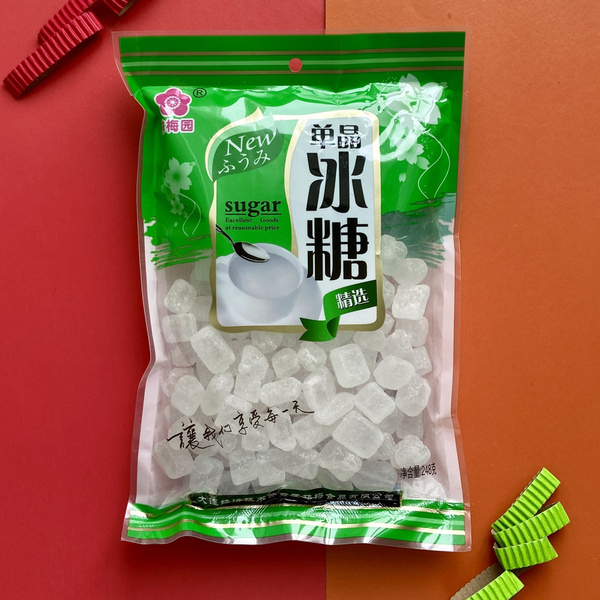 梅园 ®
New
ふうみ
单晶
冰糖
精选
sugar
Excellent Goods
at reasonable price
讓我们享受每一天
净含量:248克